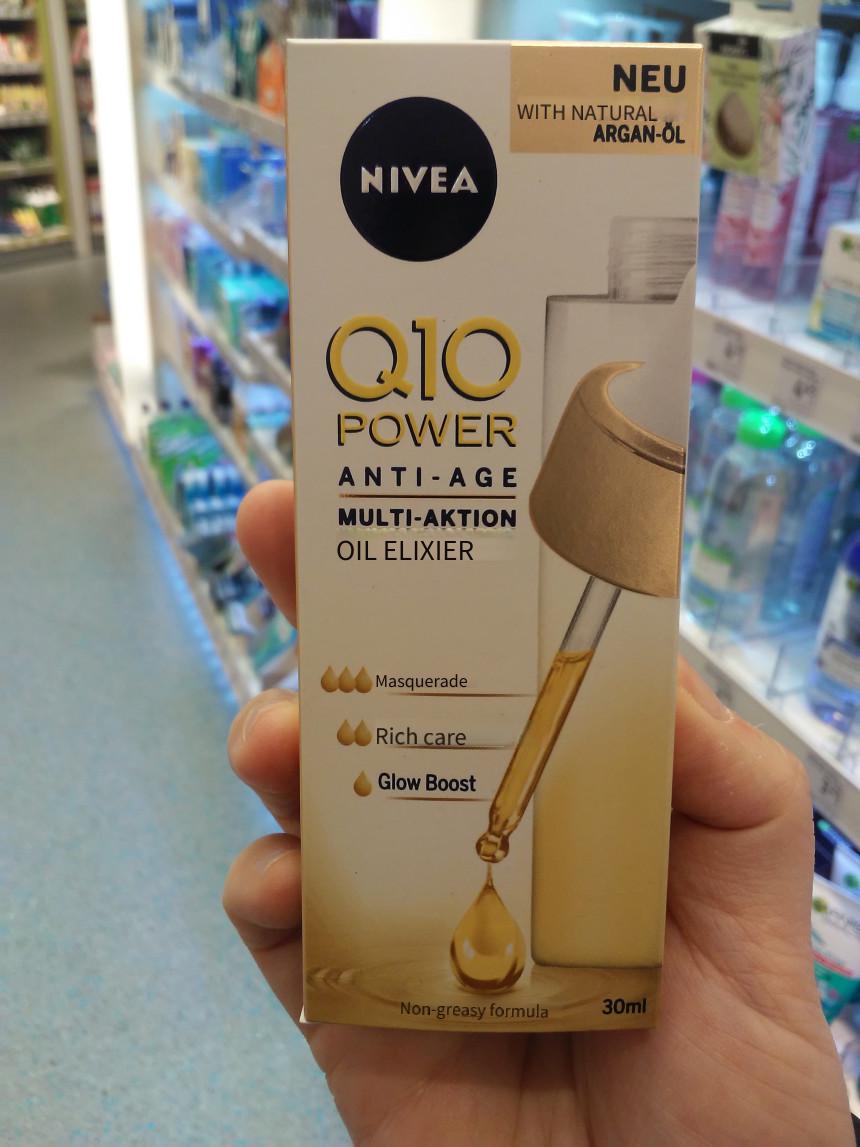 NEU
WITH NATURAL
ARGAN-ÖL
NIVEA
Q10
POWER
ANTI-AGE
MULTI-AKTION
OIL ELIXIER
Masquerade
Rich care
Glow Boost
Non-greasy formula
30ml